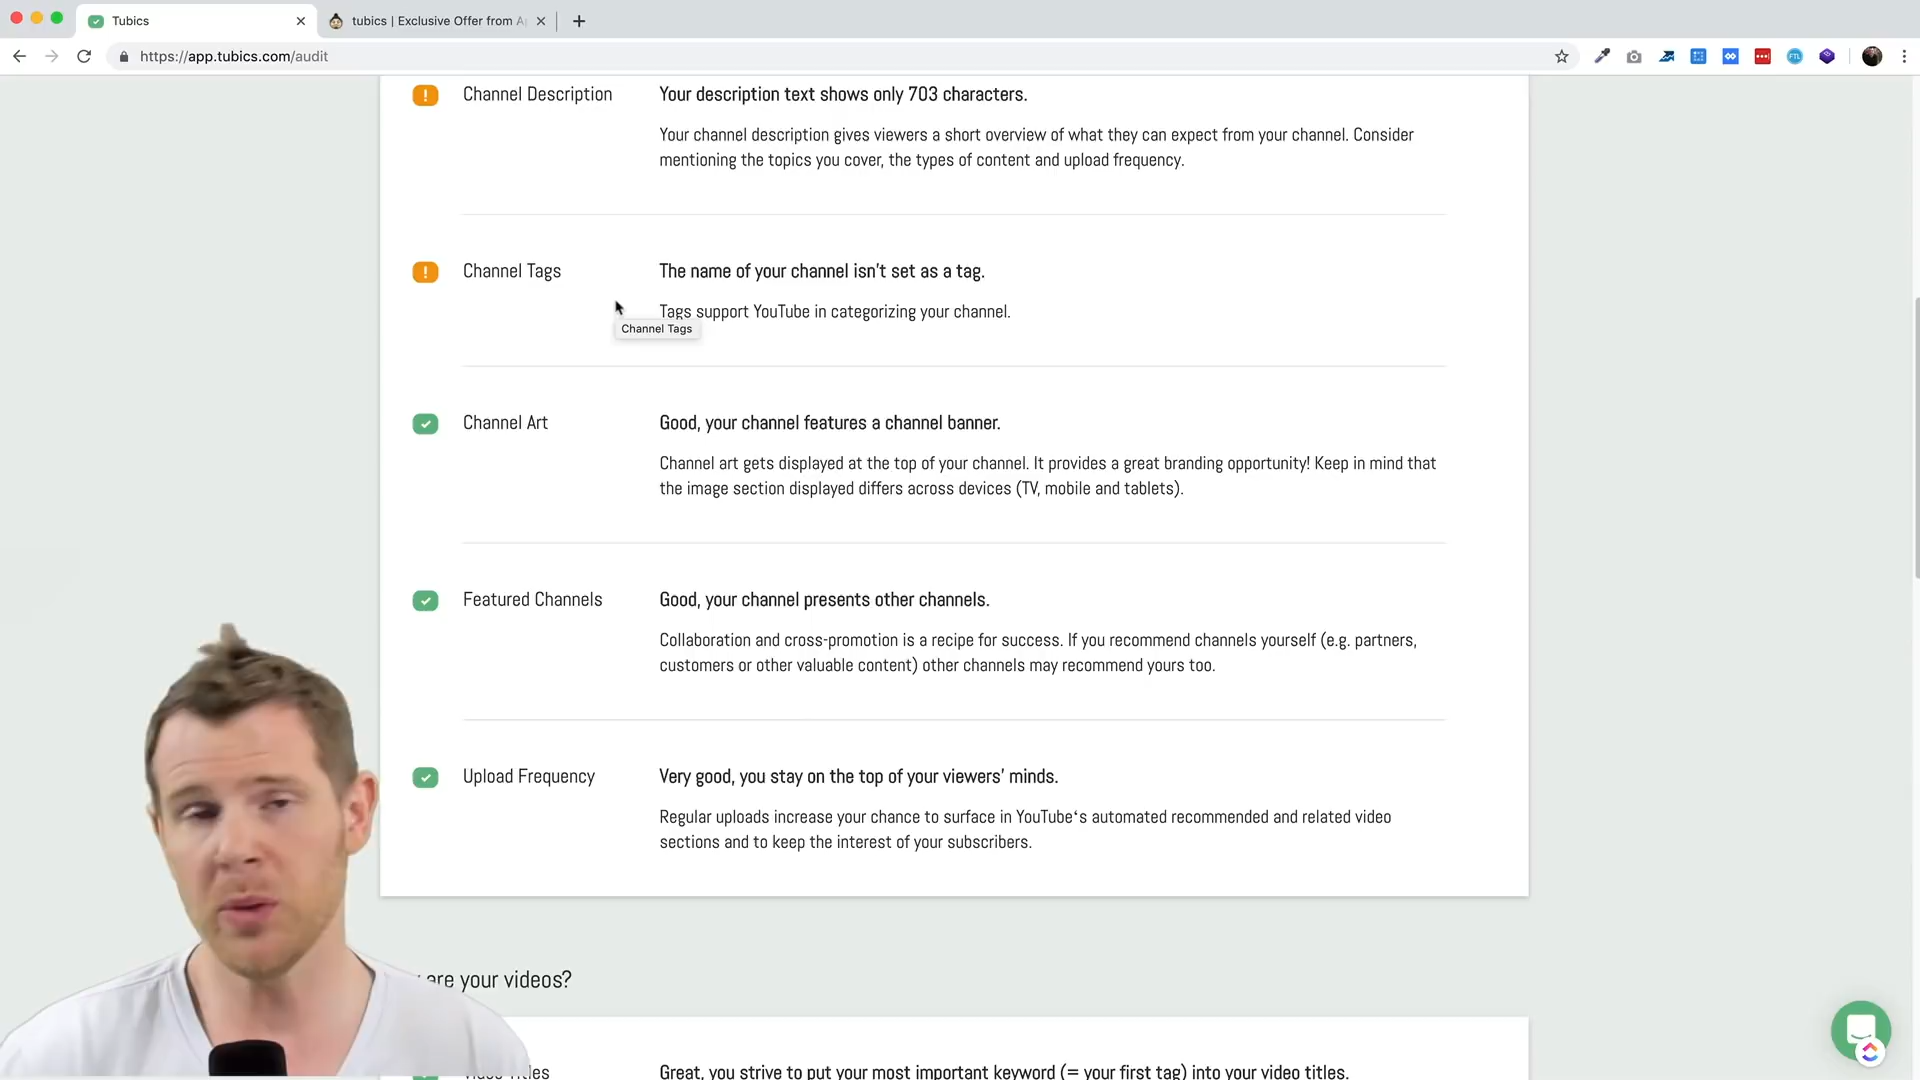 Tubics
tubics | Exclusive Offer from A
https://app.tubics.com/audit
Channel Description
Your description text shows only 703 characters.
Your channel description gives viewers a short overview of what they can expect from your channel. Consider
mentioning the topics you cover, the types of content and upload frequency.
Channel Tags
The name of your channel isn't set as a tag.
Tags support YouTube in categorizing your channel.
Channel Tags
Channel Art
Good, your channel features a channel banner.
Channel art gets displayed at the top of your channel. It provides a great branding opportunity! Keep in mind that
the image section displayed differs across devices (TV, mobile and tablets).
Featured Channels
Good, your channel presents other channels.
Collaboration and cross-promotion is a recipe for success. If you recommend channels yourself (e.g. partners,
customers or other valuable content) other channels may recommend yours too.
Upload Frequency
Very good, you stay on the top of your viewers' minds.
Regular uploads increase your chance to surface in YouTube‘s automated recommended and related video
sections and to keep the interest of your subscribers.
are your videos?
Great, you strive to put your most important keyword (= your first tag) into your video titles.